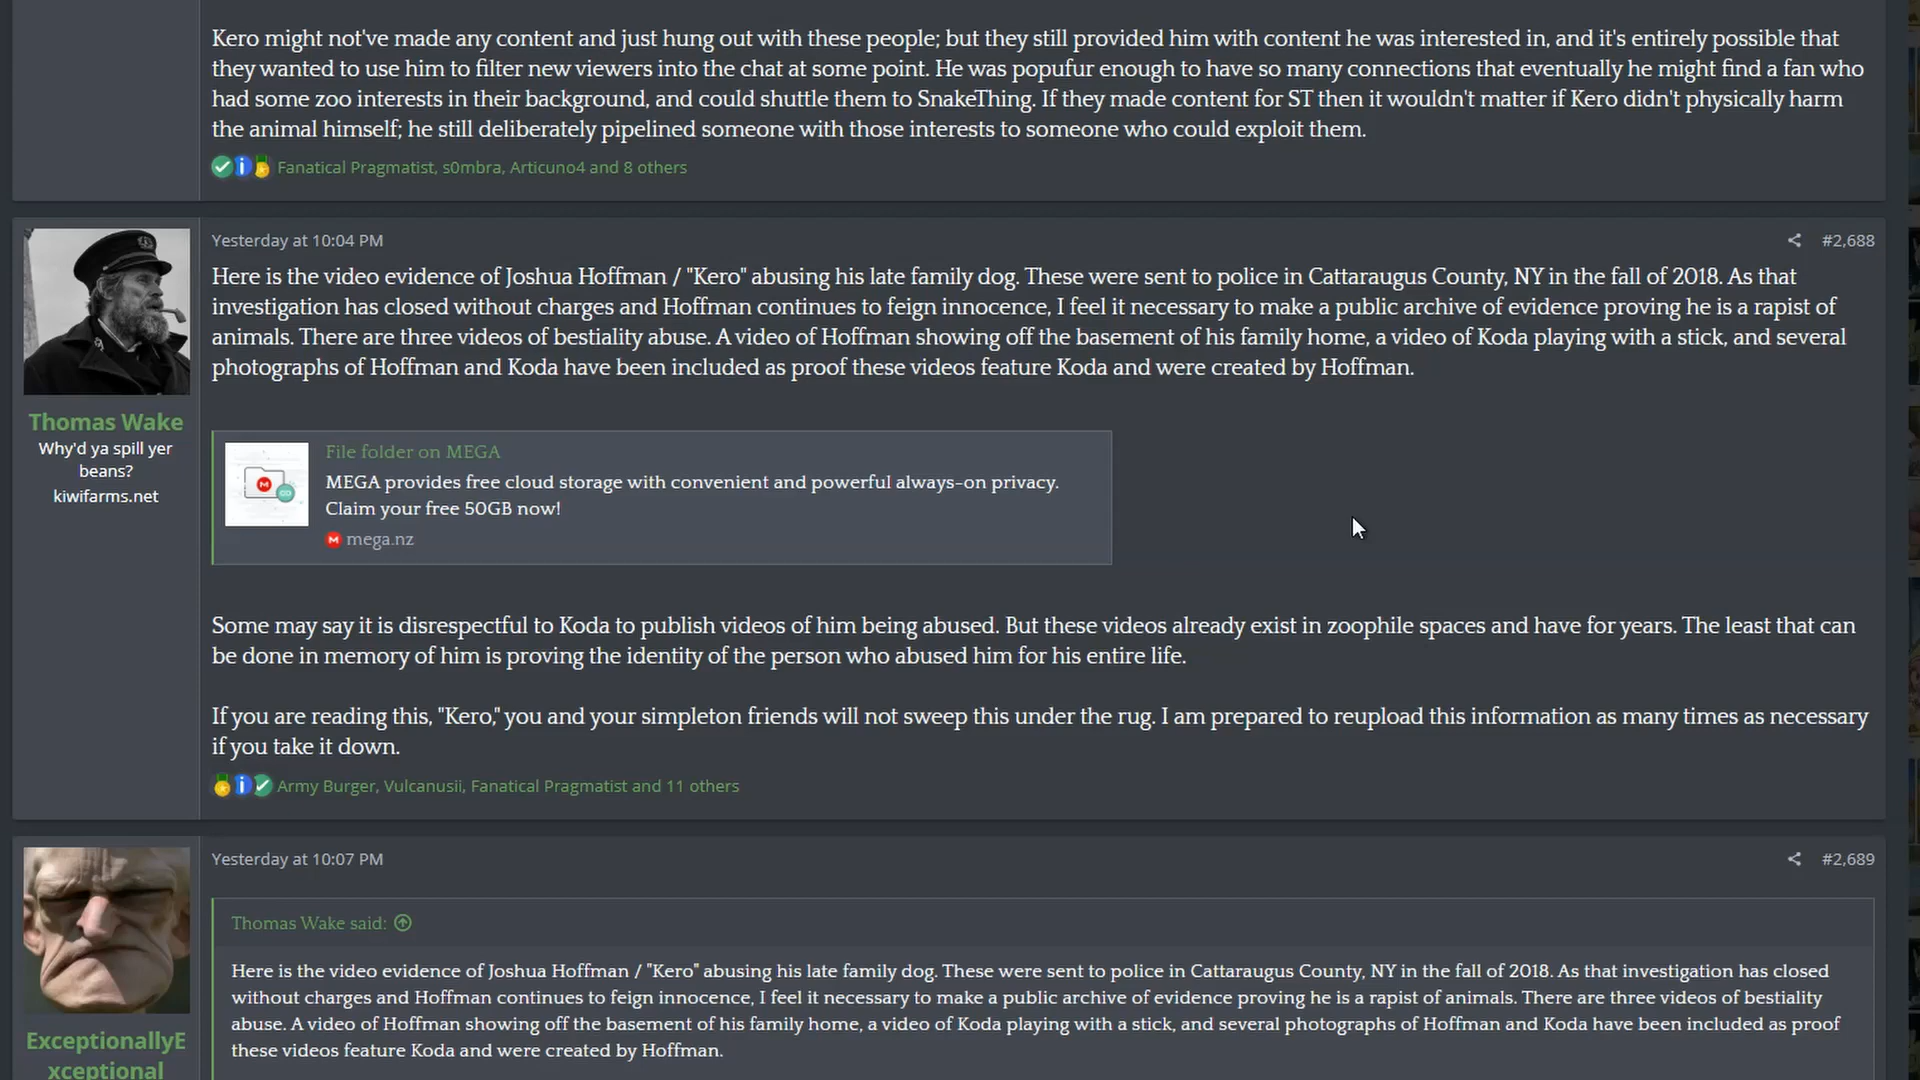 Kero might not've made any content and just hung out with these people; but they still provided him with content he was interested in, and it's entirely possible that
they wanted to use him to filter new viewers into the chat at some point. He was popufur enough to have so many connections that eventually he might find a fan who
had some zoo interests in their background, and could shuttle them to SnakeThing. If they made content for ST then it wouldn't matter if Kero didn't physically harm
the animal himself; he still deliberately pipelined someone with those interests to someone who could exploit them.
Fanatical Pragmatist, s0mbra, Articuno4 and 8 others
Yesterday at 10:04 PM
#2,688
Here is the video evidence of Joshua Hoffman / "Kero" abusing his late family dog. These were sent to police in Cattaraugus County, NY in the fall of 2018. As that
investigation has closed without charges and Hoffman continues to feign innocence, I feel it necessary to make a public archive of evidence proving he is a rapist of
animals. There are three videos of bestiality abuse. A video of Hoffman showing off the basement of his family home, a video of Koda playing with a stick, and several
photographs of Hoffman and Koda have been included as proof these videos feature Koda and were created by Hoffman.
Thomas Wake
Why'd ya spill yer
beans?
kiwifarms.net
File folder on MEGA
MEGA provides free cloud storage with convenient and powerful always-on privacy.
Claim your free 50GB now!
mega.nz
Some may say it is disrespectful to Koda to publish videos of him being abused. But these videos already exist in zoophile spaces and have for years. The least that can
be done in memory of him is proving the identity of the person who abused him for his entire life.
If you are reading this, "Kero," you and your simpleton friends will not sweep this under the rug. I am prepared to reupload this information as many times as necessary
if you take it down.
Army Burger, Vulcanusii, Fanatical Pragmatist and 11 others
Yesterday at 10:07 PM
#2,689
ExceptionallyE
xceptional
Thomas Wake said:
Here is the video evidence of Joshua Hoffman / "Kero" abusing his late family dog. These were sent to police in Cattaraugus County, NY in the fall of 2018. As that investigation has closed
without charges and Hoffman continues to feign innocence, I feel it necessary to make a public archive of evidence proving he is a rapist of animals. There are three videos of bestiality
abuse. A video of Hoffman showing off the basement of his family home, a video of Koda playing with a stick, and several photographs of Hoffman and Koda have been included as proof
these videos feature Koda and were created by Hoffman.